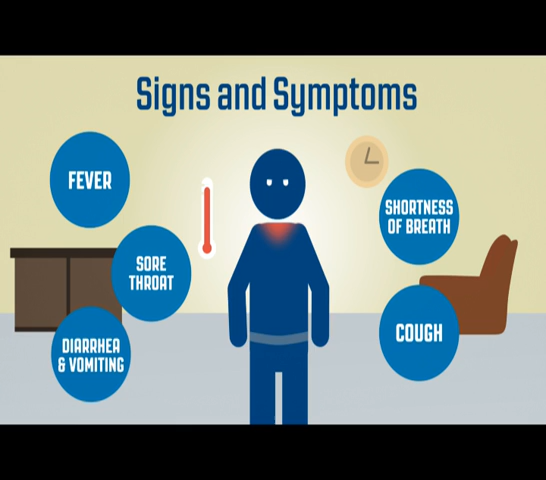 Signs and Symptoms
FEVER
SORE
THROAT
DIARRHEA
& VOMITING
SHORTNESS
OF BREATH
COUGH